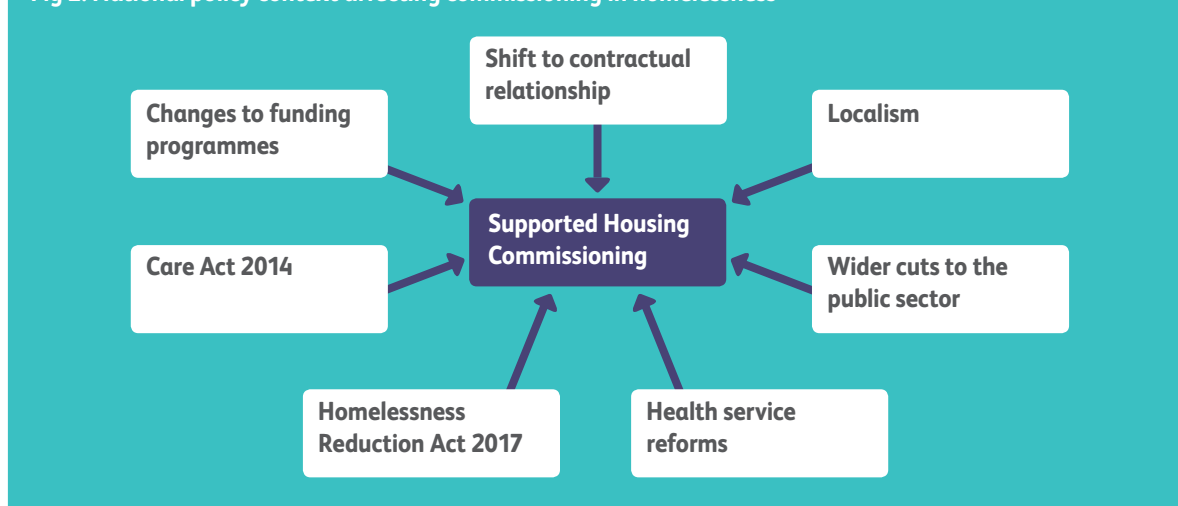 Shift to contractual
relationship
Changes to funding
programmes
Localism
Supported Housing
Commissioning
Care Act 2014
Wider cuts to the
public sector
Homelessness
Reduction Act 2017
Health service
reforms